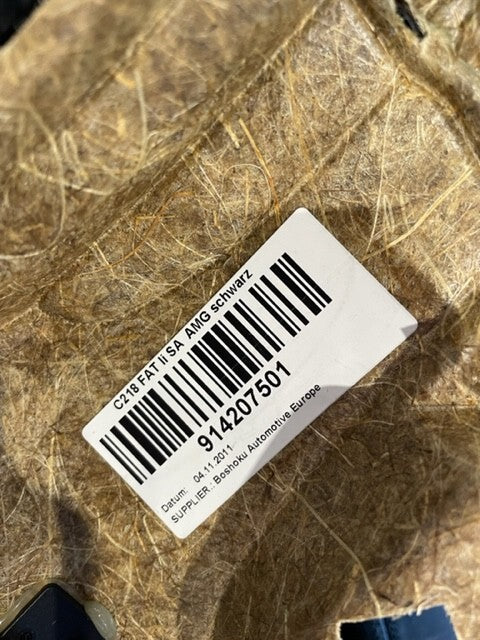 C218 FAT li SA AMG schwarz
914207501
Datum: 04.11.2011
SUPPLIER.: Boshoku Automotive Europe